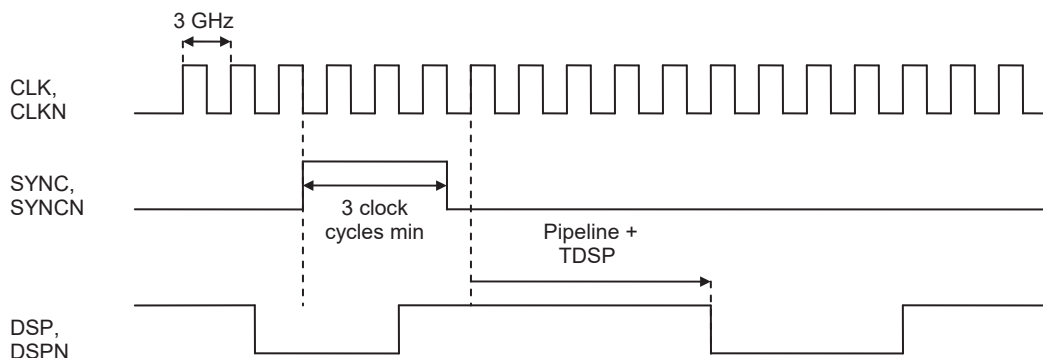 3 GHz
CLK,
CLKN
SYNC,
SYNCN
3 clock
cycles min
Pipeline +
TDSP
DSP,
DSPN